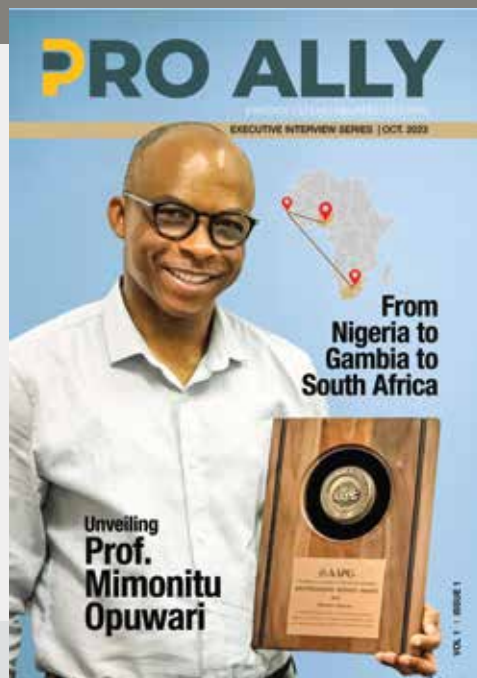 PRO ALLY
EXECUTIVE INTERVIEW SERIES | OCT. 2023
From
Nigeria to
Gambia to
South Africa
Unveiling
Prof.
Mimonitu
Opuwari
AAPG
VOL 1 | ISSUE 1